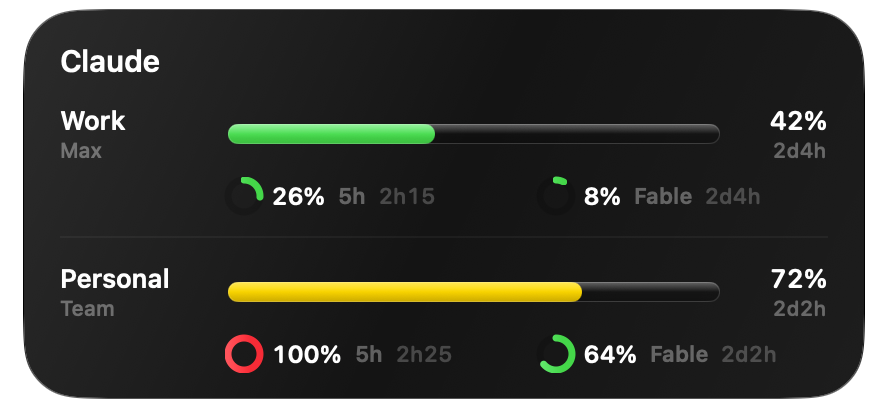 Claude
Work 42%
Max 2d4h
26% 5h 2h15 8% Fable 2d4h
Personal 72%
Team 2d2h
100% 5h 2h25 64% Fable 2d2h